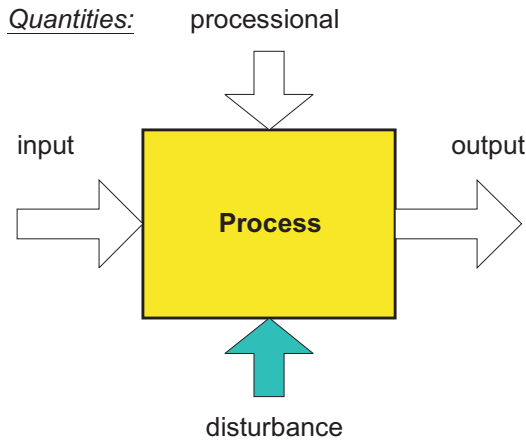 Quantities: processional
input
output
Process
disturbance